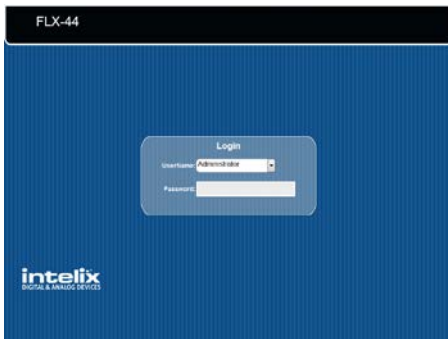 FLX-44
Login
Username: Administrator
Password:
intelix
DIGITAL & ANALOG DEVICES